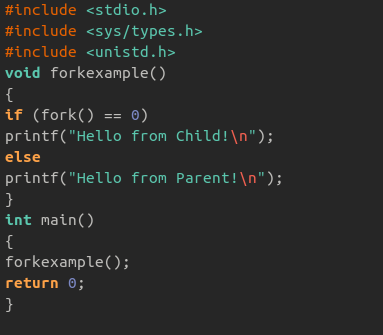 #include <stdio.h>
#include <sys/types.h>
#include <unistd.h>
void forkexample()
{
if (fork() == 0)
printf("Hello from Child!\n");
else
printf("Hello from Parent!\n");
}
int main()
{
forkexample();
return 0;
}